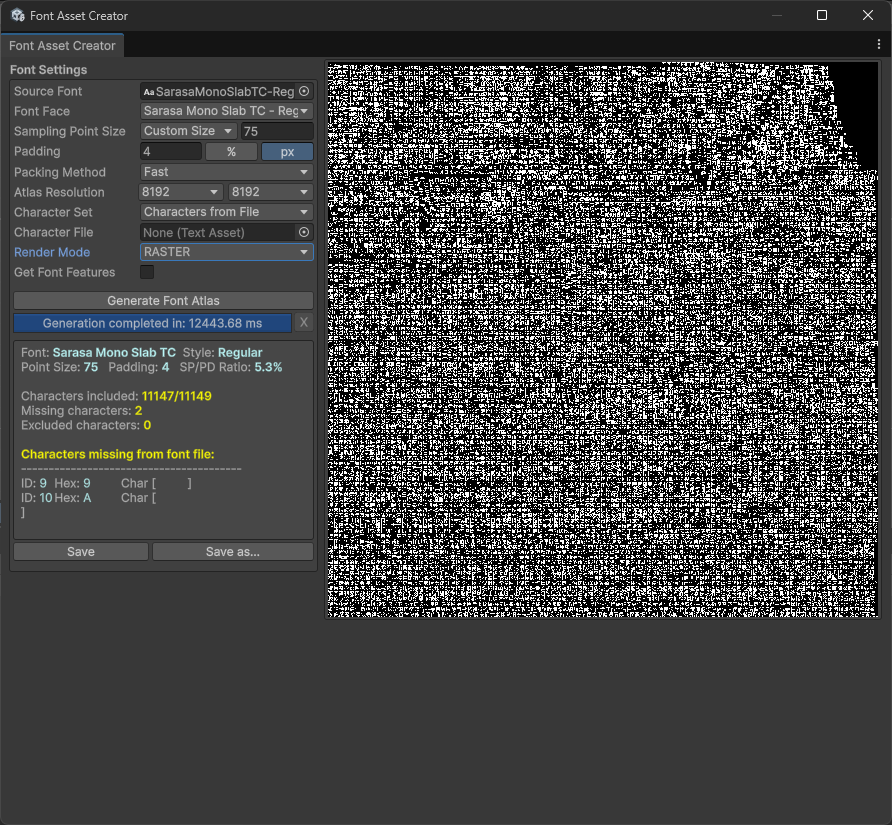 Font Asset Creator
Font Asset Creator
Font Settings
Source Font AaSarasaMonoSlabTC-Reg
Font Face Sarasa Mono Slab TC - Reg
Sampling Point Size Custom Size 75
Padding 4 % px
Packing Method Fast
Atlas Resolution 8192 8192
Character Set Characters from File
Character File None (Text Asset)
Render Mode RASTER
Get Font Features
Generate Font Atlas
Generation completed in: 12443.68 ms X
Font: Sarasa Mono Slab TC Style: Regular
Point Size: 75 Padding: 4 SP/PD Ratio: 5.3%
Characters included: 11147/11149
Missing characters: 2
Excluded characters: 0
Characters missing from font file:
----------------------------------------
ID: 9 Hex: 9 Char [ ]
ID: 10 Hex: A Char [
]
Save Save as...